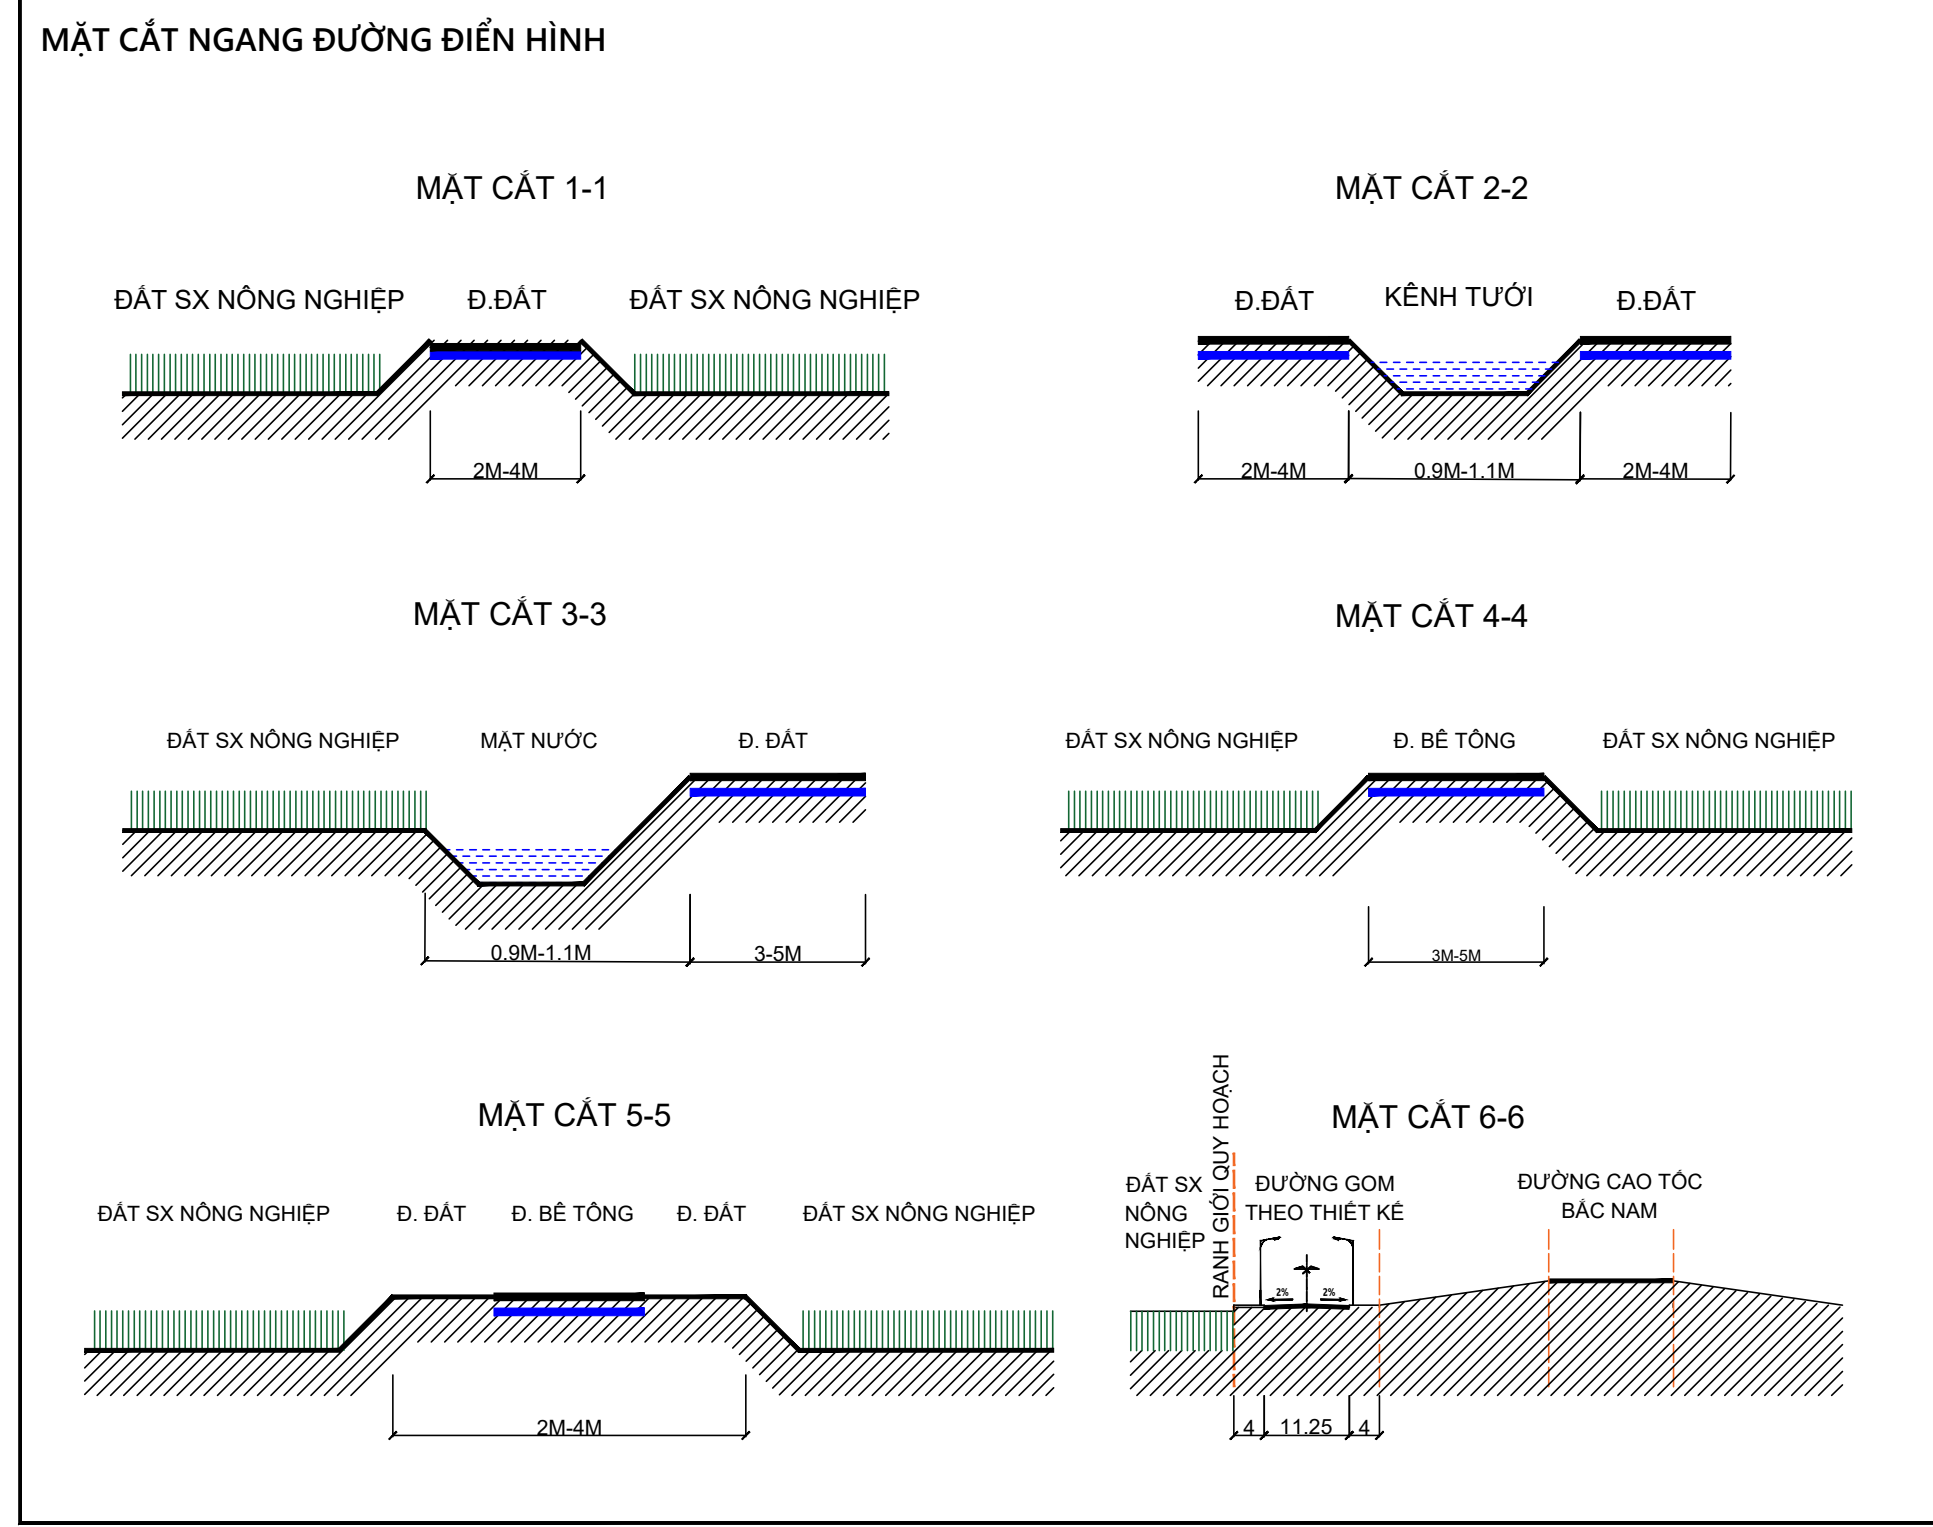 MẶT CẮT NGANG ĐƯỜNG ĐIỂN HÌNH
MẶT CẮT 1-1
ĐẤT SX NÔNG NGHIỆP
Đ.ĐẤT
ĐẤT SX NÔNG NGHIỆP
2M-4M
MẶT CẮT 2-2
Đ.ĐẤT
KÊNH TƯỚI
Đ.ĐẤT
2M-4M
0.9M-1.1M
2M-4M
MẶT CẮT 3-3
ĐẤT SX NÔNG NGHIỆP
MẶT NƯỚC
Đ. ĐẤT
0.9M-1.1M
3-5M
MẶT CẮT 4-4
ĐẤT SX NÔNG NGHIỆP
Đ. BÊ TÔNG
ĐẤT SX NÔNG NGHIỆP
3M-5M
MẶT CẮT 5-5
ĐẤT SX NÔNG NGHIỆP
Đ. ĐẤT
Đ. BÊ TÔNG
Đ. ĐẤT
ĐẤT SX NÔNG NGHIỆP
2M-4M
MẶT CẮT 6-6
ĐẤT SX
NÔNG
NGHIỆP
RANH GIỚI QUY HOẠCH
ĐƯỜNG GOM
THEO THIẾT KẾ
ĐƯỜNG CAO TỐC
BẮC NAM
2%
2%
4
11.25
4